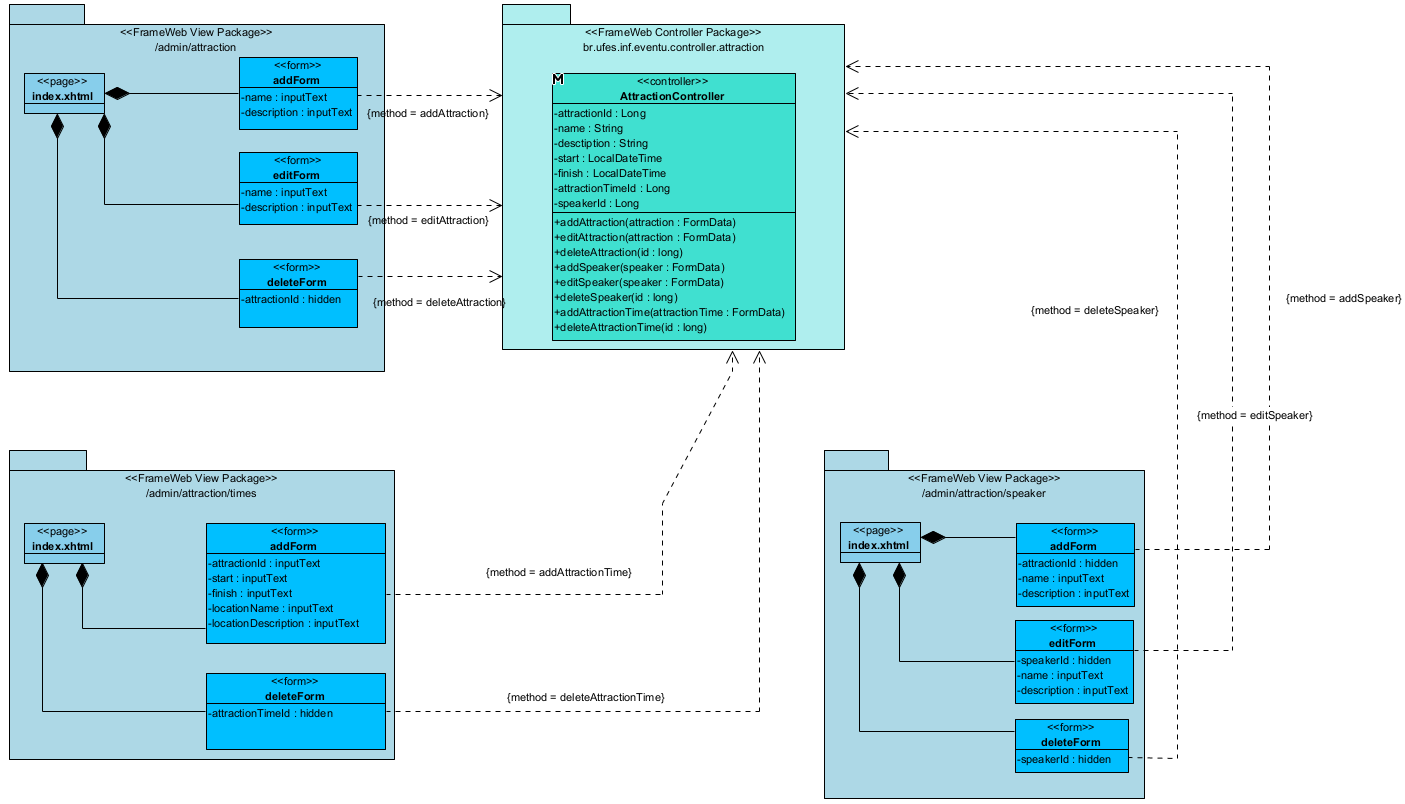 <<FrameWeb View Package>>
/admin/attraction
<<page>>
index.xhtml
<<form>>
addForm
-name : inputText
-description : inputText
<<form>>
editForm
-name : inputText
-description : inputText
<<form>>
deleteForm
-attractionId : hidden
{method = addAttraction}
{method = editAttraction}
{method = deleteAttraction}
<<FrameWeb Controller Package>>
br.ufes.inf.eventu.controller.attraction
M
<<controller>>
AttractionController
-attractionId : Long
-name : String
-desctiption : String
-start : LocalDateTime
-finish : LocalDateTime
-attractionTimeId : Long
-speakerId : Long
+addAttraction(attraction : FormData)
+editAttraction(attraction : FormData)
+deleteAttraction(id : long)
+addSpeaker(speaker : FormData)
+editSpeaker(speaker : FormData)
+deleteSpeaker(id : long)
+addAttractionTime(attractionTime : FormData)
+deleteAttractionTime(id : long)
{method = addSpeaker}
{method = deleteSpeaker}
{method = editSpeaker}
<<FrameWeb View Package>>
/admin/attraction/times
<<page>>
index.xhtml
<<form>>
addForm
-attractionId : inputText
-start : inputText
-finish : inputText
-locationName : inputText
-locationDescription : inputText
<<form>>
deleteForm
-attractionTimeId : hidden
{method = addAttractionTime}
{method = deleteAttractionTime}
<<FrameWeb View Package>>
/admin/attraction/speaker
<<page>>
index.xhtml
<<form>>
addForm
-attractionId : hidden
-name : inputText
-description : inputText
<<form>>
editForm
-speakerId : hidden
-name : inputText
-description : inputText
<<form>>
deleteForm
-speakerId : hidden